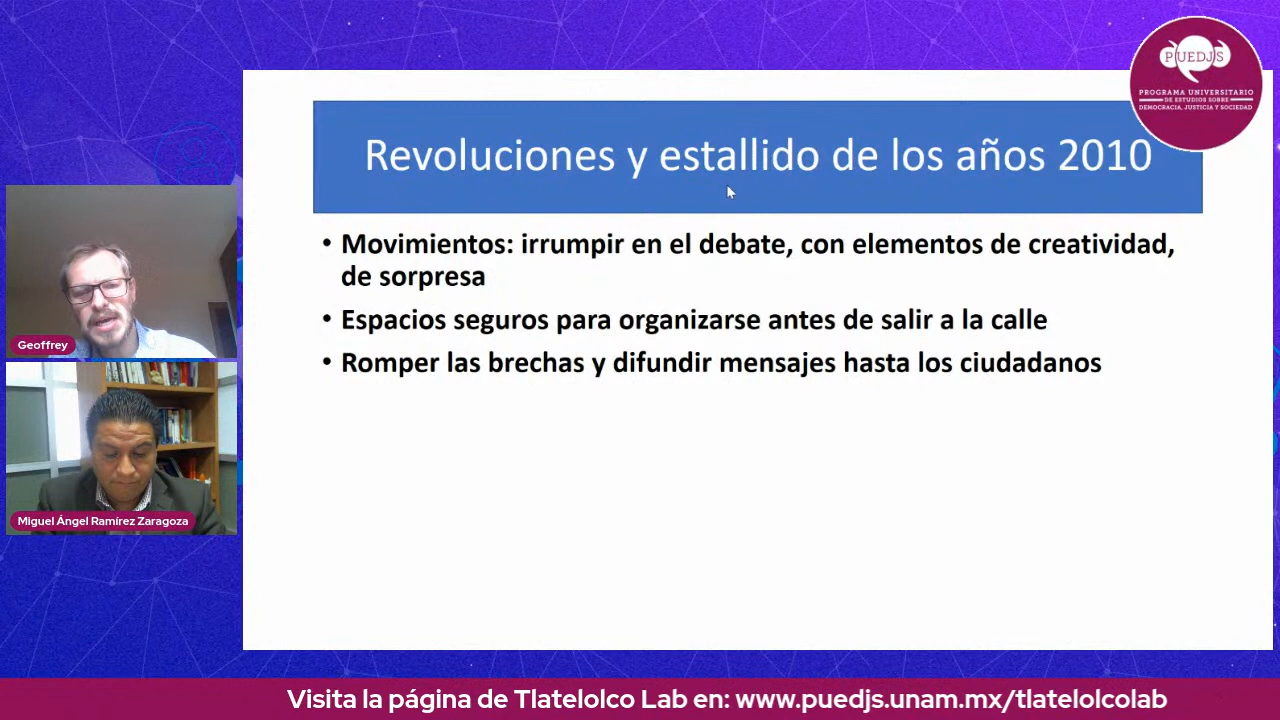 PUEDJS
PROGRAMA UNIVERSITARIO
DE ESTUDIOS SOBRE
DEMOCRACIA, JUSTICIA Y SOCIEDAD
Revoluciones y estallido de los años 2010
• Movimientos: irrumpir en el debate, con elementos de creatividad,
de sorpresa
• Espacios seguros para organizarse antes de salir a la calle
• Romper las brechas y difundir mensajes hasta los ciudadanos
Geoffrey
Miguel Ángel Ramírez Zaragoza
Visita la página de Tlatelolco Lab en: www.puedjs.unam.mx/tlatelolcolab